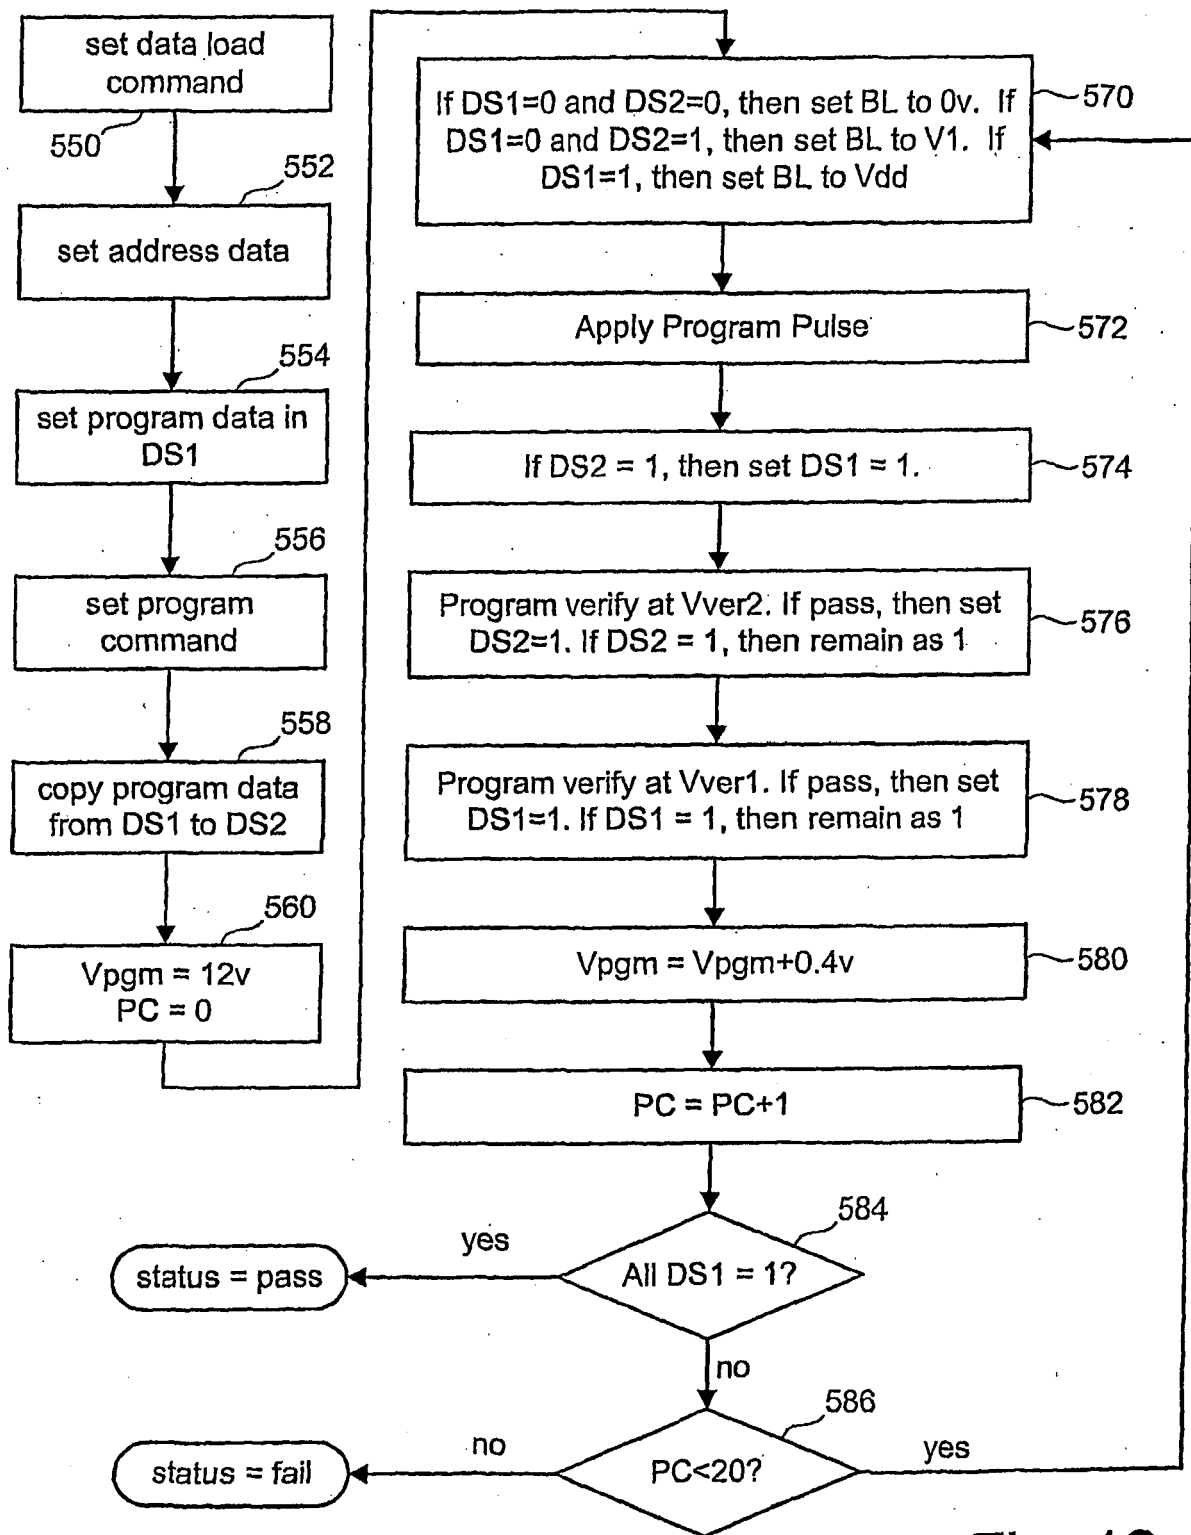 set data load
command
550
552
set address data
554
set program data in
DS1
556
set program
command
558
copy program data
from DS1 to DS2
560
Vpgm = 12v
PC = 0
If DS1=0 and DS2=0, then set BL to 0v. If
DS1=0 and DS2=1, then set BL to V1. If
DS1=1, then set BL to Vdd
570
Apply Program Pulse
572
If DS2 = 1, then set DS1 = 1.
574
Program verify at Vver2. If pass, then set
DS2=1. If DS2 = 1, then remain as 1
576
Program verify at Vver1. If pass, then set
DS1=1. If DS1 = 1, then remain as 1
578
Vpgm = Vpgm+0.4v
580
PC = PC+1
582
584
All DS1 = 1?
yes
status = pass
no
586
PC<20?
no
status = fail
yes